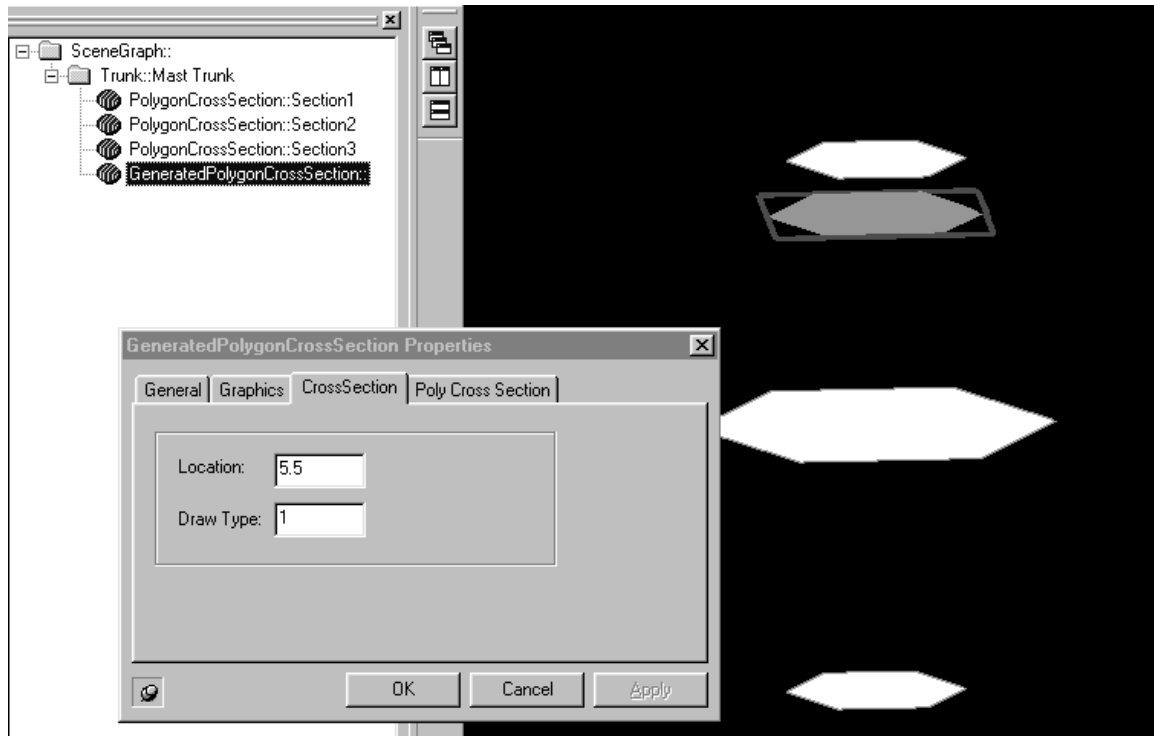 SceneGraph::
Trunk::Mast Trunk
PolygonCrossSection::Section1
PolygonCrossSection::Section2
PolygonCrossSection::Section3
GeneratedPolygonCrossSection::
GeneratedPolygonCrossSection Properties
General Graphics CrossSection Poly Cross Section
Location: 5.5
Draw Type: 1
OK Cancel Apply